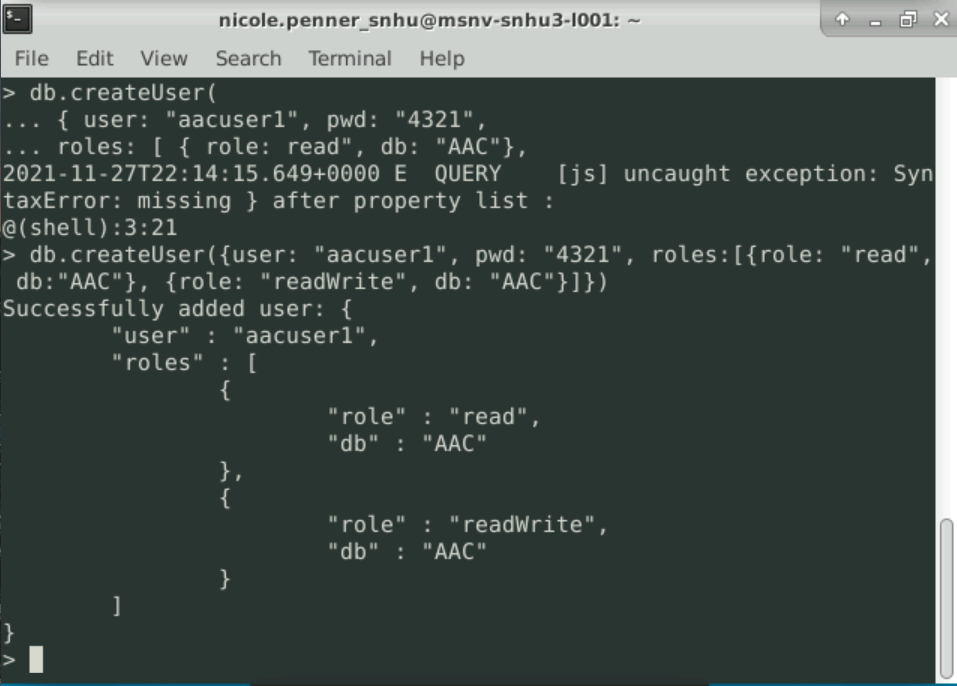 nicole.penner_snhu@msnv-snhu3-l001: ~
File Edit View Search Terminal Help
> db.createUser(
... { user: "aacuser1", pwd: "4321",
... roles: [ { role: read", db: "AAC"},
2021-11-27T22:14:15.649+0000 E  QUERY    [js] uncaught exception: Syn
taxError: missing } after property list :
@(shell):3:21
> db.createUser({user: "aacuser1", pwd: "4321", roles:[{role: "read",
 db:"AAC"}, {role: "readWrite", db: "AAC"}]})
Successfully added user: {
        "user" : "aacuser1",
        "roles" : [
                {
                        "role" : "read",
                        "db" : "AAC"
                },
                {
                        "role" : "readWrite",
                        "db" : "AAC"
                }
        ]
}
>